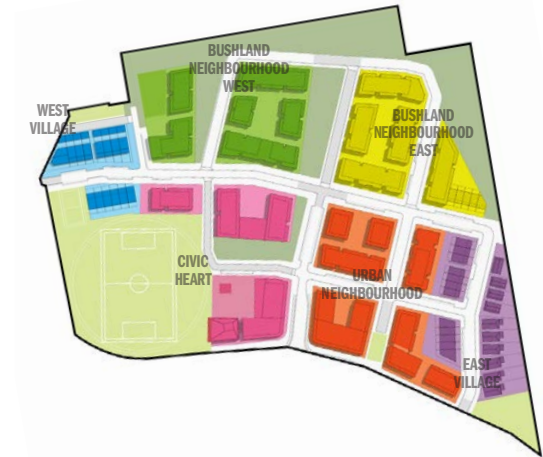 BUSHLAND
NEIGHBOURHOOD
WEST
WEST
VILLAGE
BUSHLAND
NEIGHBOURHOOD
EAST
CIVIC
HEART
URBAN
NEIGHBOURHOOD
EAST
VILLAGE